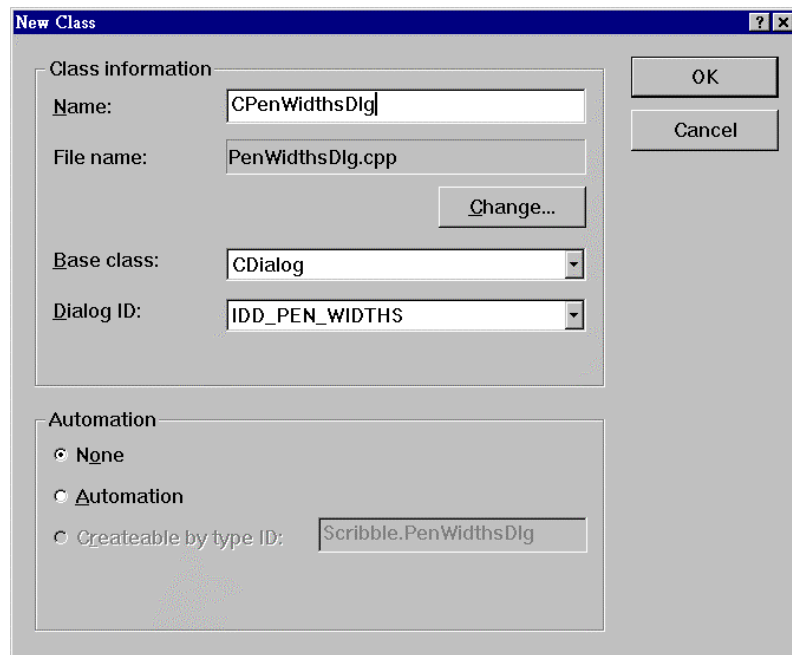 New Class
Class information
Name: CPenWidthsDlg
OK
File name: PenWidthsDlg.cpp
Cancel
Change...
Base class: CDialog
Dialog ID: IDD_PEN_WIDTHS
Automation
None
Automation
Createable by type ID: Scribble.PenWidthsDlg